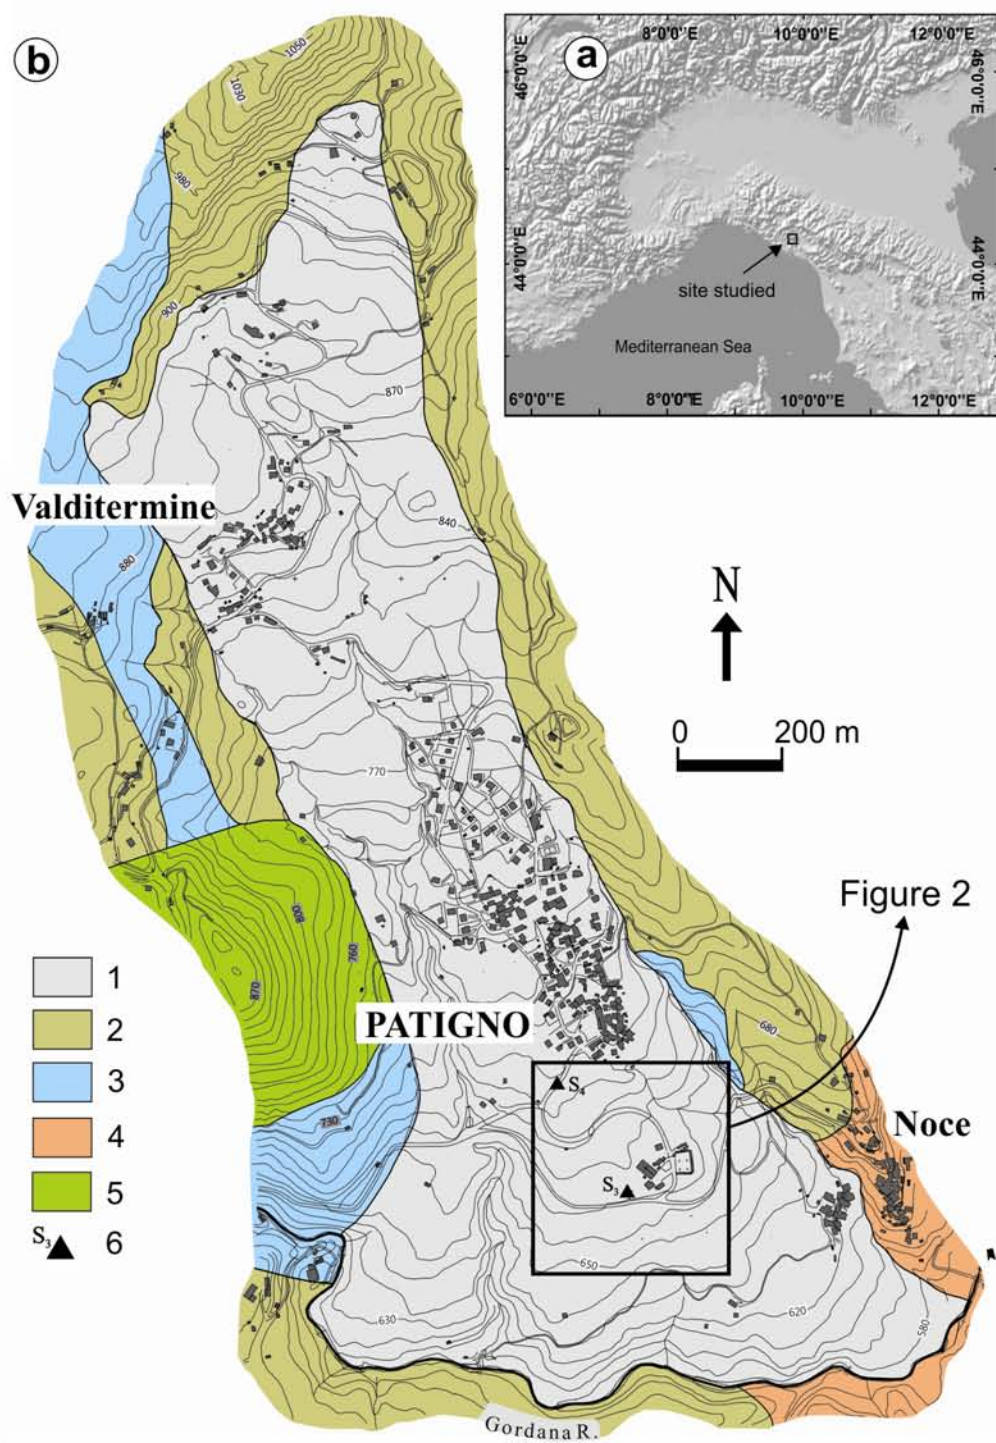 b
a
8°0'0"E
10°0'0"E
12°0'0"E
46°0'0"E
46°0'0"E
44°0'0"E
44°0'0"E
site studied
Mediterranean Sea
6°0'0"E
8°0'0"E
10°0'0"E
12°0'0"E
1050
1030
980
900
870
Valditermine
840
880
N
0 200 m
770
Figure 2
800
760
870
PATIGNO
680
730
S4
Noce
S3
650
630
620
580
1
2
3
4
5
S3 6
Gordana R.